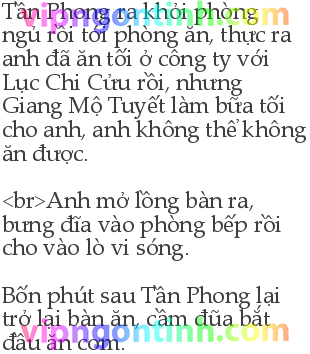 Tần Phong ra khỏi phòng
ngủ rồi tới phòng ăn, thực ra
anh đã ăn tối ở công ty với
Lục Chi Cửu rồi, nhưng
Giang Mộ Tuyết làm bữa tối
cho anh, anh không thể không
ăn được.
<br>Anh mở lồng bàn ra,
bưng đĩa vào phòng bếp rồi
cho vào lò vi sóng.
Bốn phút sau Tần Phong lại
trở lại bàn ăn, cầm đũa bắt
đầu ăn cơm.
vipngontinh.com
vipngontinh.com
vipngontinh.com